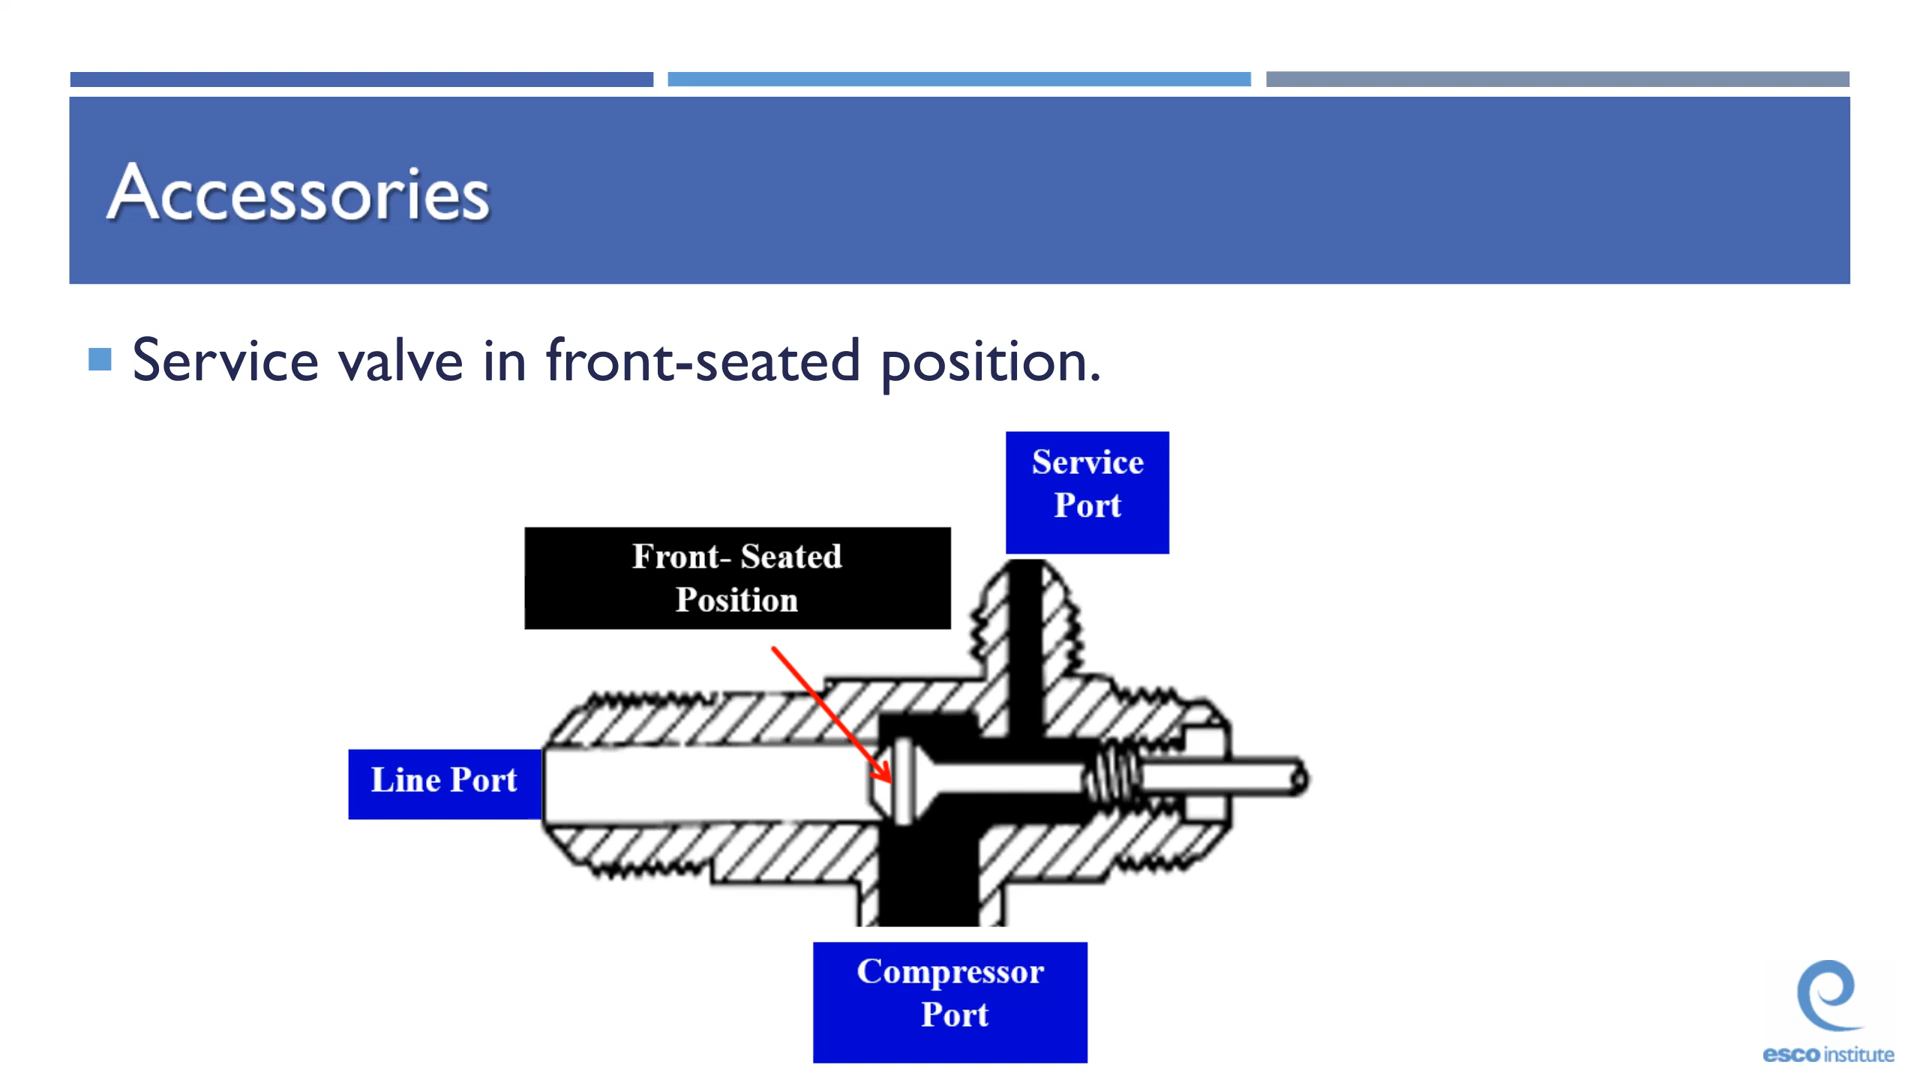 Accessories
Service valve in front-seated position.
Service
Port
Front- Seated
Position
Line Port
Compressor
Port
esco institute